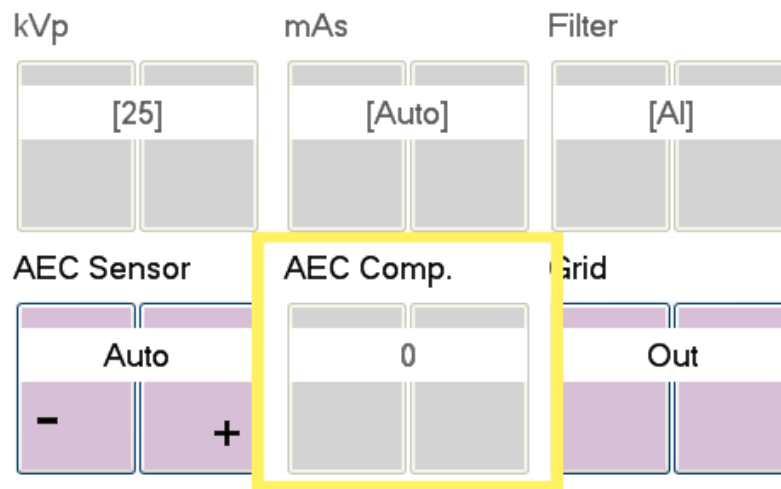 kVp mAs Filter
[25] [Auto] [Al]
AEC Sensor AEC Comp. Grid
Auto 0 Out
- +